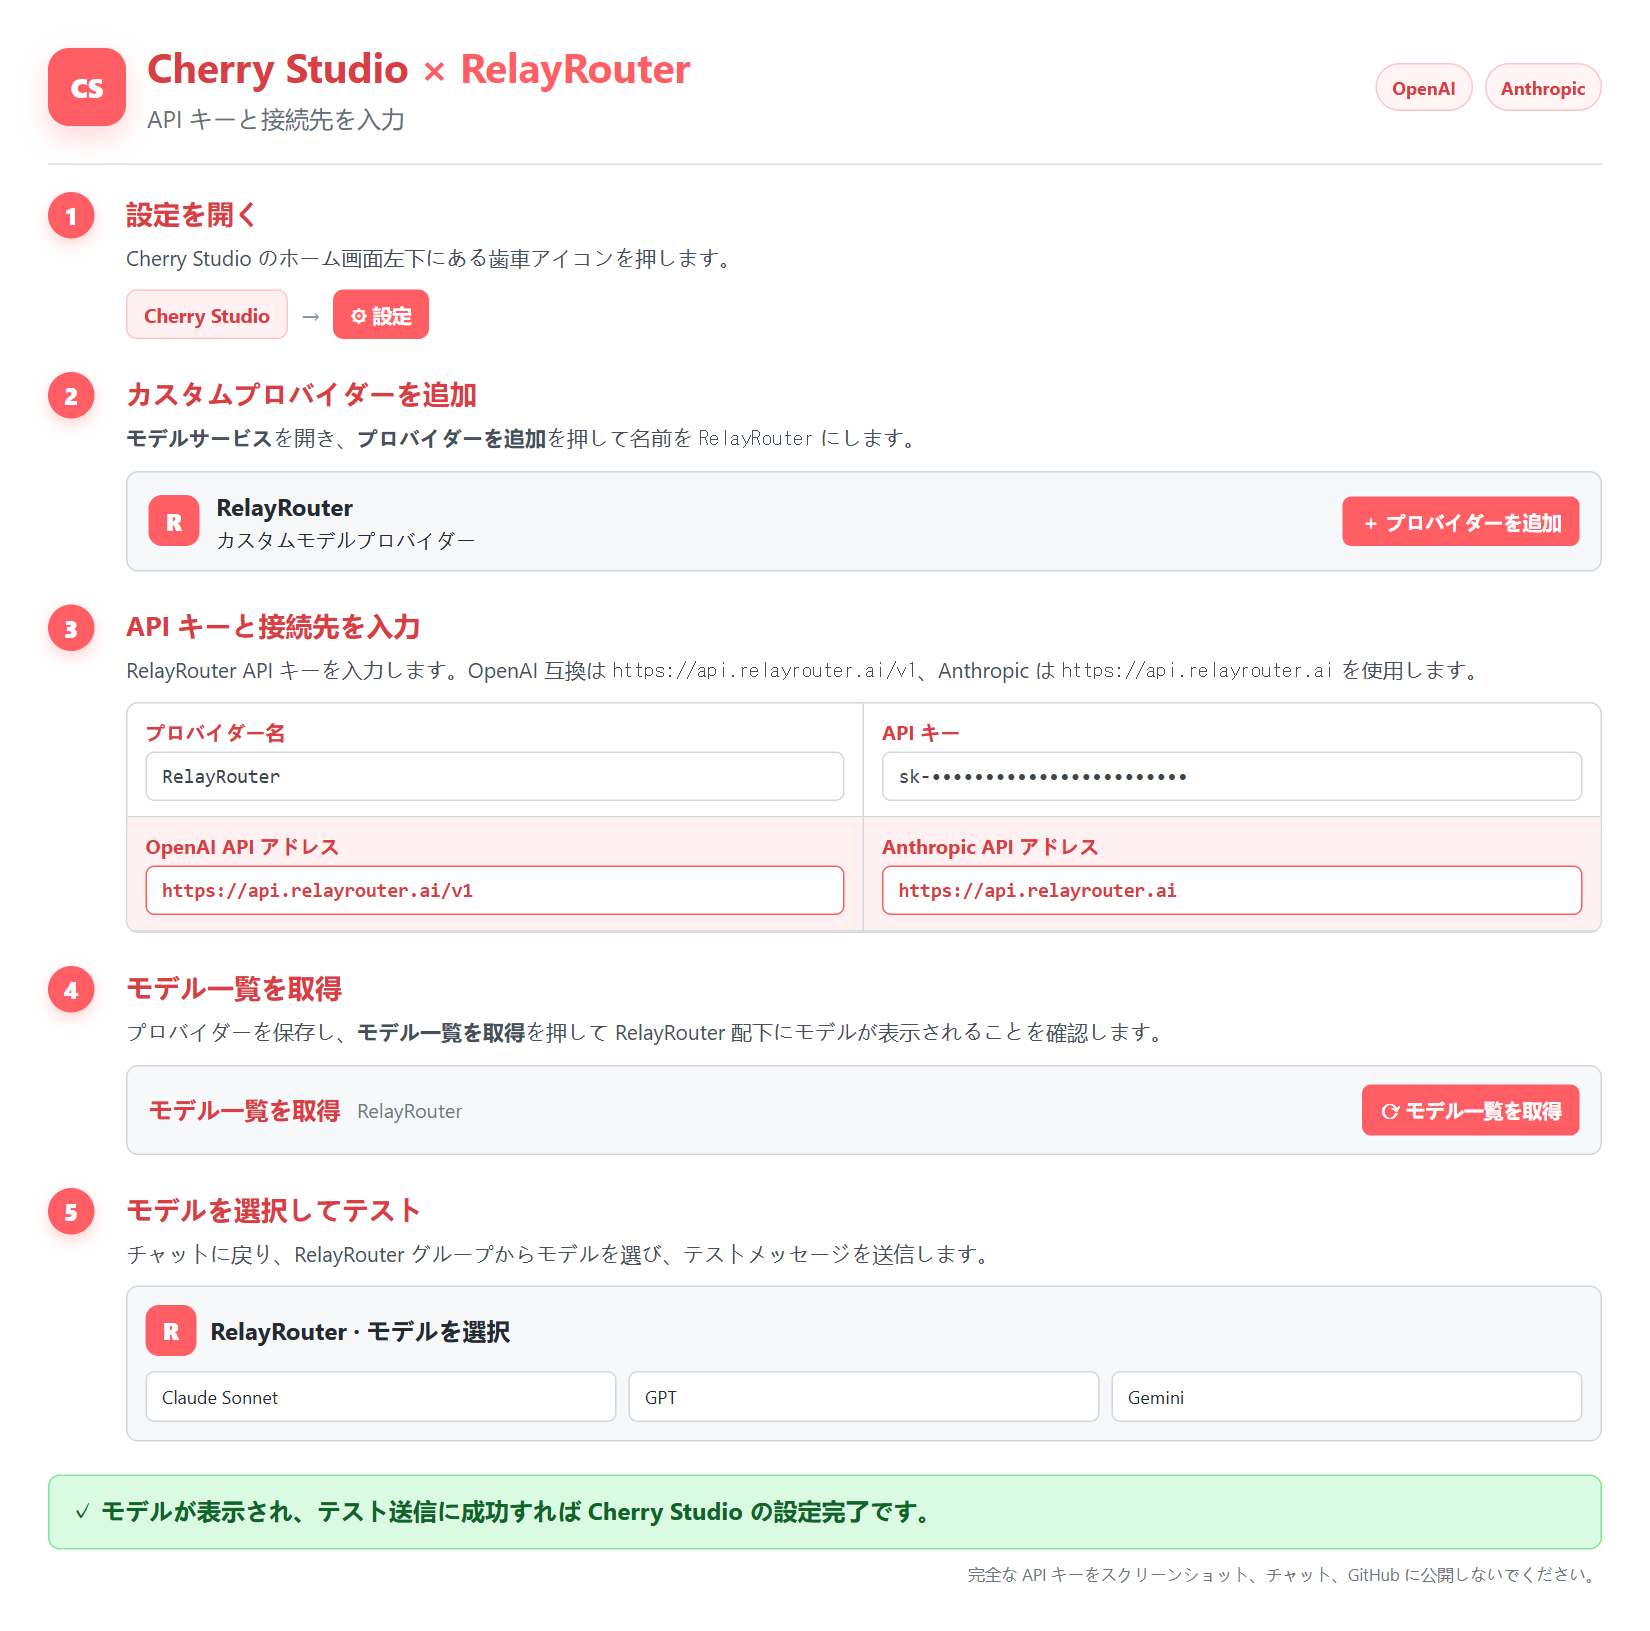 CS
Cherry Studio × RelayRouter
API キーと接続先を入力
OpenAI
Anthropic
1
設定を開く
Cherry Studio のホーム画面左下にある歯車アイコンを押します。
Cherry Studio → ⚙ 設定
2
カスタムプロバイダーを追加
モデルサービスを開き、プロバイダーを追加を押して名前を RelayRouter にします。
R
RelayRouter
カスタムモデルプロバイダー
+ プロバイダーを追加
3
API キーと接続先を入力
RelayRouter API キーを入力します。OpenAI 互換は https://api.relayrouter.ai/v1、Anthropic は https://api.relayrouter.ai を使用します。
プロバイダー名
RelayRouter
API キー
sk-••••••••••••••••••••••••
OpenAI API アドレス
https://api.relayrouter.ai/v1
Anthropic API アドレス
https://api.relayrouter.ai
4
モデル一覧を取得
プロバイダーを保存し、モデル一覧を取得を押して RelayRouter 配下にモデルが表示されることを確認します。
モデル一覧を取得 RelayRouter
⟳ モデル一覧を取得
5
モデルを選択してテスト
チャットに戻り、RelayRouter グループからモデルを選び、テストメッセージを送信します。
R
RelayRouter · モデルを選択
Claude Sonnet
GPT
Gemini
✓ モデルが表示され、テスト送信に成功すれば Cherry Studio の設定完了です。
完全な API キーをスクリーンショット、チャット、GitHub に公開しないでください。